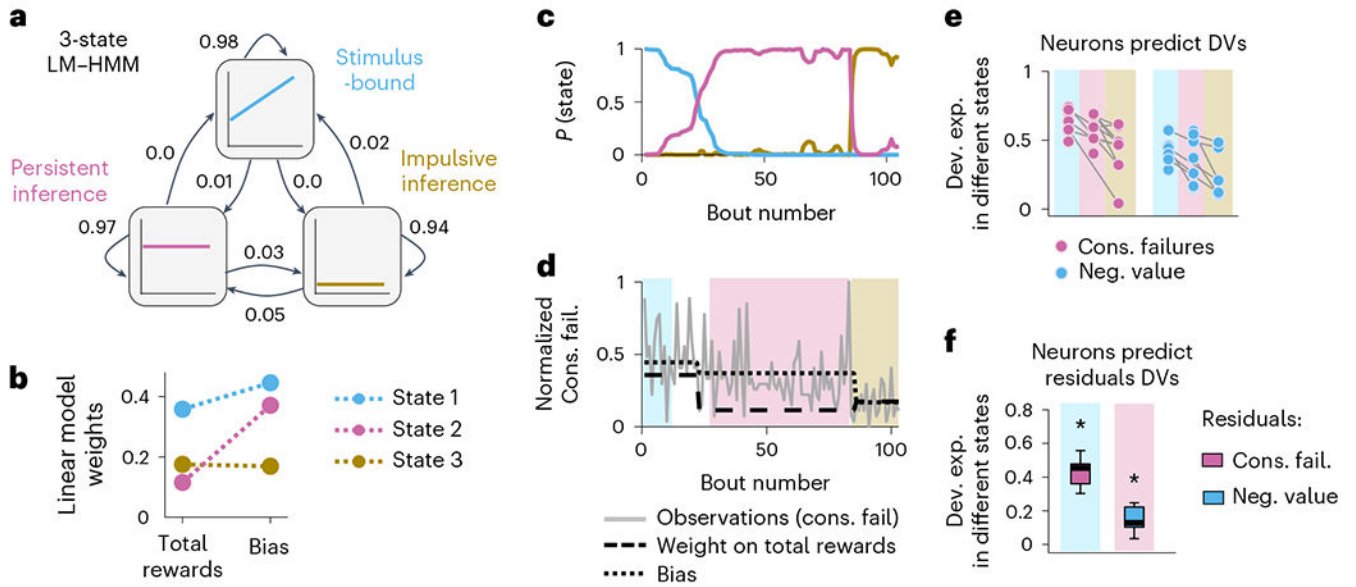 a
3-state
LM–HMM
0.98
Stimulus
-bound
0.0
0.02
Persistent
inference
0.01
0.0
Impulsive
inference
0.97
0.03
0.94
0.05
b
Linear model
weights
0.4
0.2
0
Total
rewards
Bias
State 1
State 2
State 3
c
P (state)
1
0.5
0
0
50
100
Bout number
d
Normalized
Cons. fail.
1
0.5
0
0
50
100
Bout number
Observations (cons. fail)
Weight on total rewards
Bias
e
Neurons predict DVs
Dev. exp.
in different states
1
0.5
0
Cons. failures
Neg. value
f
Neurons predict
residuals DVs
Dev. exp.
in different states
0.8
0.6
0.4
0.2
0
*
*
Residuals:
Cons. fail.
Neg. value